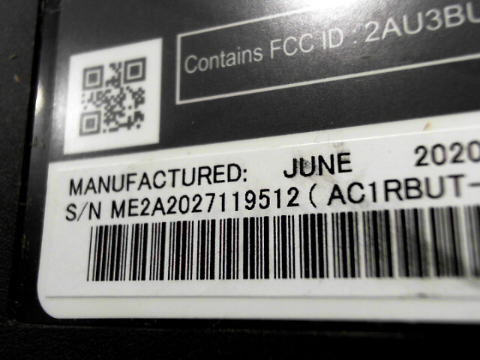 Contains FCC ID : 2AU3BU
MANUFACTURED: JUNE 2020
S/N ME2A2027119512 ( AC1RBUT-